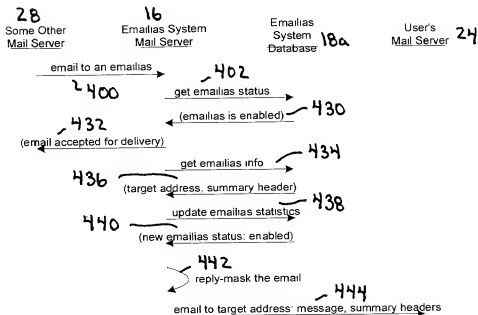 28
Some Other
Mail Server
16
Emailias System
Mail Server
Emailias
System
Database 18a
User's
Mail Server 24
email to an emailias
400
402
get emailias status
430
(emailias is enabled)
432
(email accepted for delivery)
get emailias info
434
436
(target address, summary header)
update emailias statistics
438
440
(new emailias status: enabled)
442
reply-mask the email
444
email to target address: message, summary headers